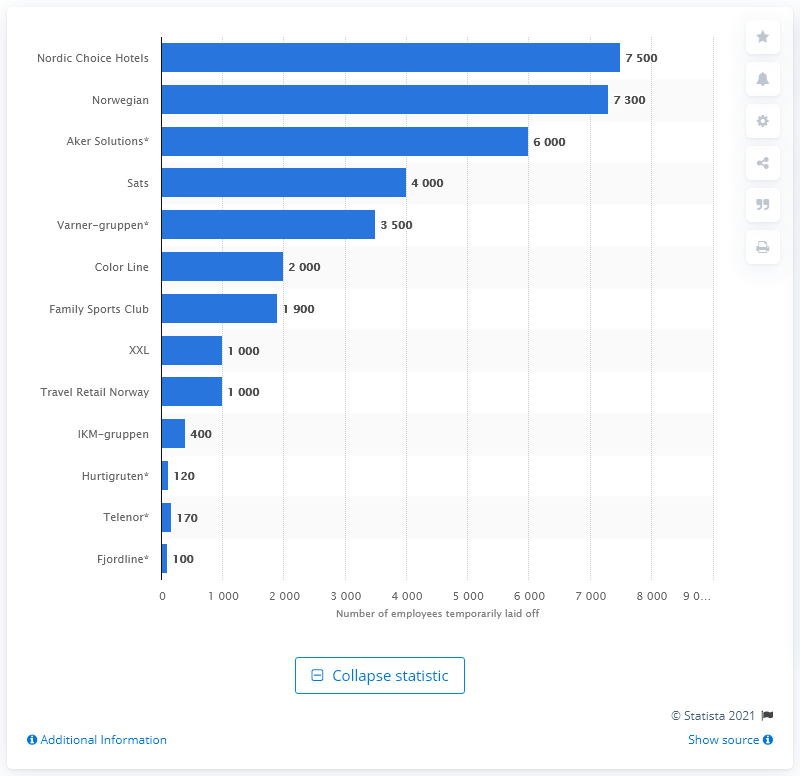 Nordic Choice Hotels 7 500
Norwegian 7 300
Aker Solutions* 6 000
Sats 4 000
Varner-gruppen* 3 500
Color Line 2 000
Family Sports Club 1 900
XXL 1 000
Travel Retail Norway 1 000
IKM-gruppen 400
Hurtigruten* 120
Telenor* 170
Fjordline* 100
0 1 000 2 000 3 000 4 000 5 000 6 000 7 000 8 000 9 0...
Number of employees temporarily laid off
Collapse statistic
© Statista 2021
Additional Information Show source